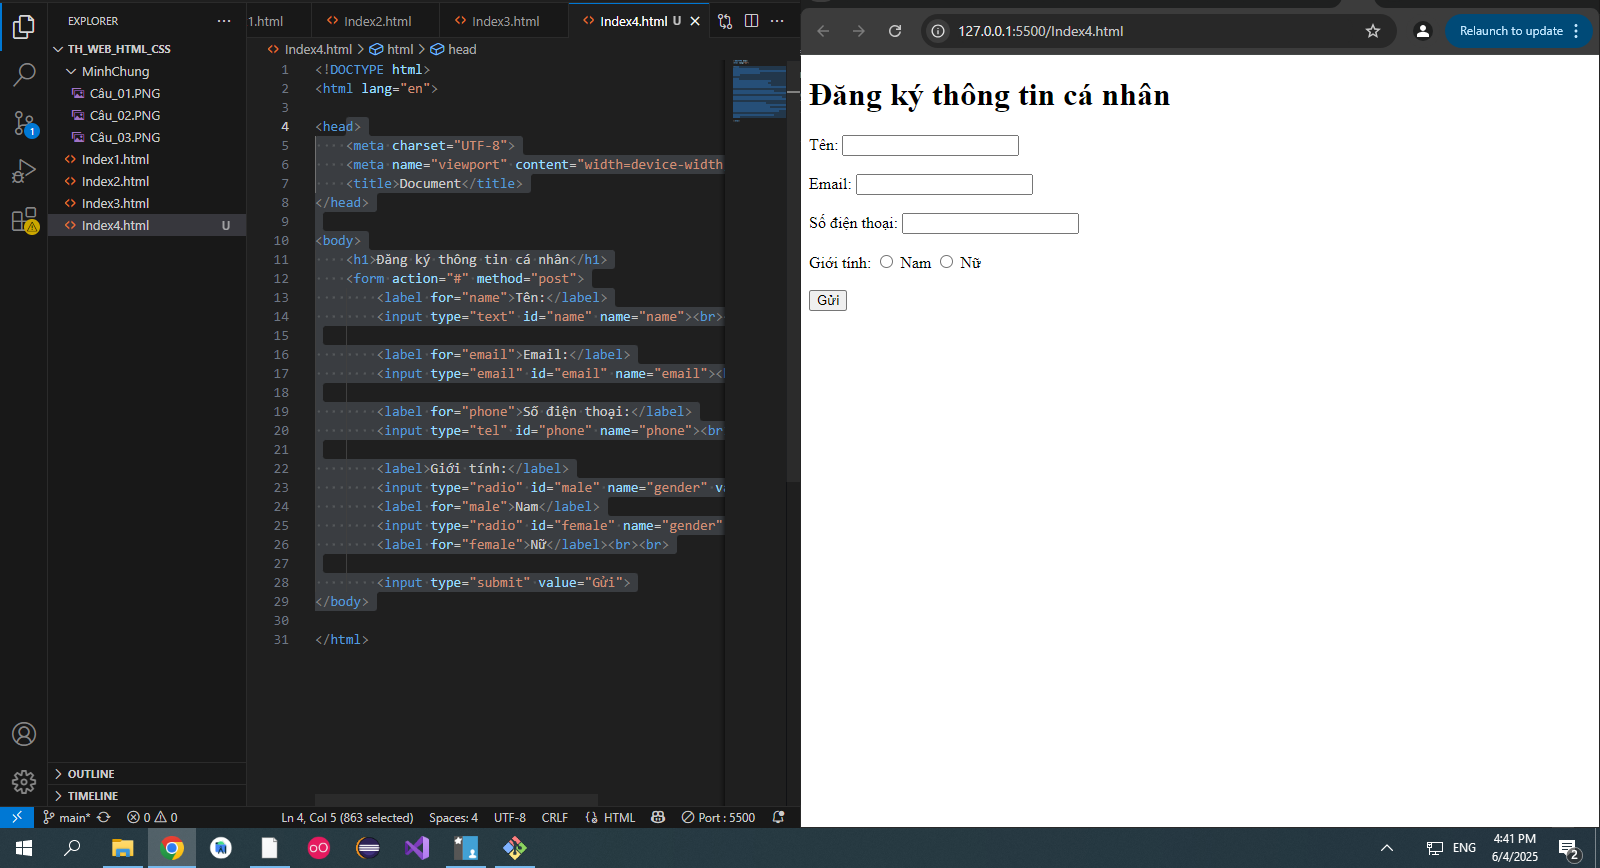 EXPLORER
TH_WEB_HTML_CSS
MinhChung
Câu_01.PNG
Câu_02.PNG
Câu_03.PNG
Index1.html
Index2.html
Index3.html
Index4.html U
OUTLINE
TIMELINE
1.html Index2.html Index3.html Index4.html U
Index4.html > html > head
1 <!DOCTYPE html>
2 <html lang="en">
3
4 <head>
5 <meta charset="UTF-8">
6 <meta name="viewport" content="width=device-width
7 <title>Document</title>
8 </head>
9
10 <body>
11 <h1>Đăng ký thông tin cá nhân</h1>
12 <form action="#" method="post">
13 <label for="name">Tên:</label>
14 <input type="text" id="name" name="name"><br>
15
16 <label for="email">Email:</label>
17 <input type="email" id="email" name="email"><
18
19 <label for="phone">Số điện thoại:</label>
20 <input type="tel" id="phone" name="phone"><br
21
22 <label>Giới tính:</label>
23 <input type="radio" id="male" name="gender" v
24 <label for="male">Nam</label>
25 <input type="radio" id="female" name="gender"
26 <label for="female">Nữ</label><br><br>
27
28 <input type="submit" value="Gửi">
29 </body>
30
31 </html>
1
main* 0 0 Ln 4, Col 5 (863 selected) Spaces: 4 UTF-8 CRLF HTML Port : 5500
127.0.0.1:5500/Index4.html
Relaunch to update
Đăng ký thông tin cá nhân
Tên:
Email:
Số điện thoại:
Giới tính: Nam Nữ
Gửi
ENG
4:41 PM
6/4/2025
2